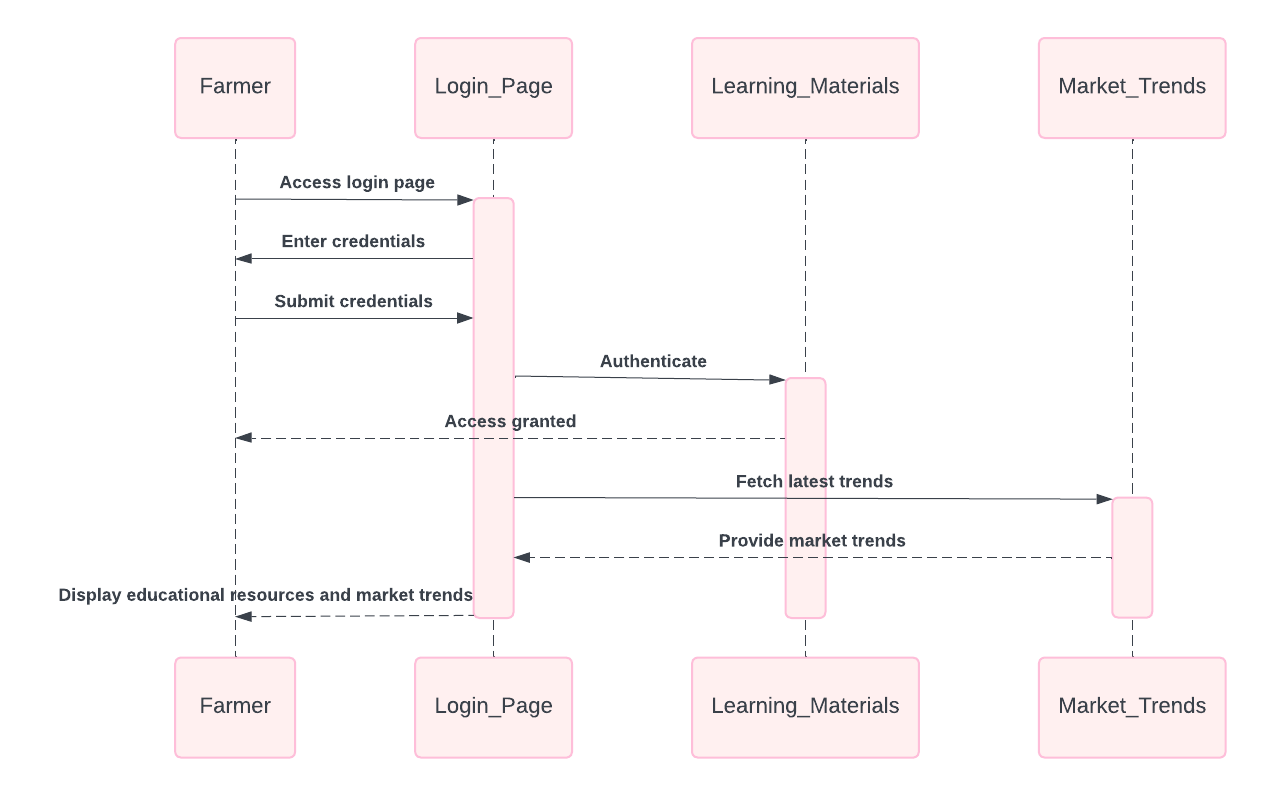 Farmer
Login_Page
Learning_Materials
Market_Trends
Access login page
Enter credentials
Submit credentials
Authenticate
Access granted
Fetch latest trends
Provide market trends
Display educational resources and market trends
Farmer
Login_Page
Learning_Materials
Market_Trends